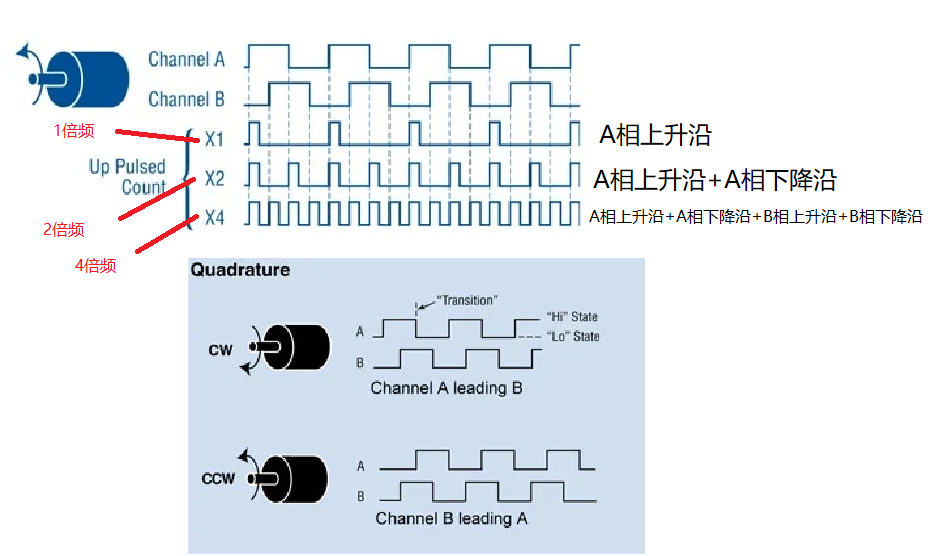 Channel A
Channel B
1倍频
X1
A相上升沿
Up Pulsed
Count
X2
A相上升沿+A相下降沿
2倍频
X4
A相上升沿+A相下降沿+B相上升沿+B相下降沿
4倍频
Quadrature
"Transition"
A
"Hi" State
"Lo" State
CW
B
Channel A leading B
A
CCW
B
Channel B leading A